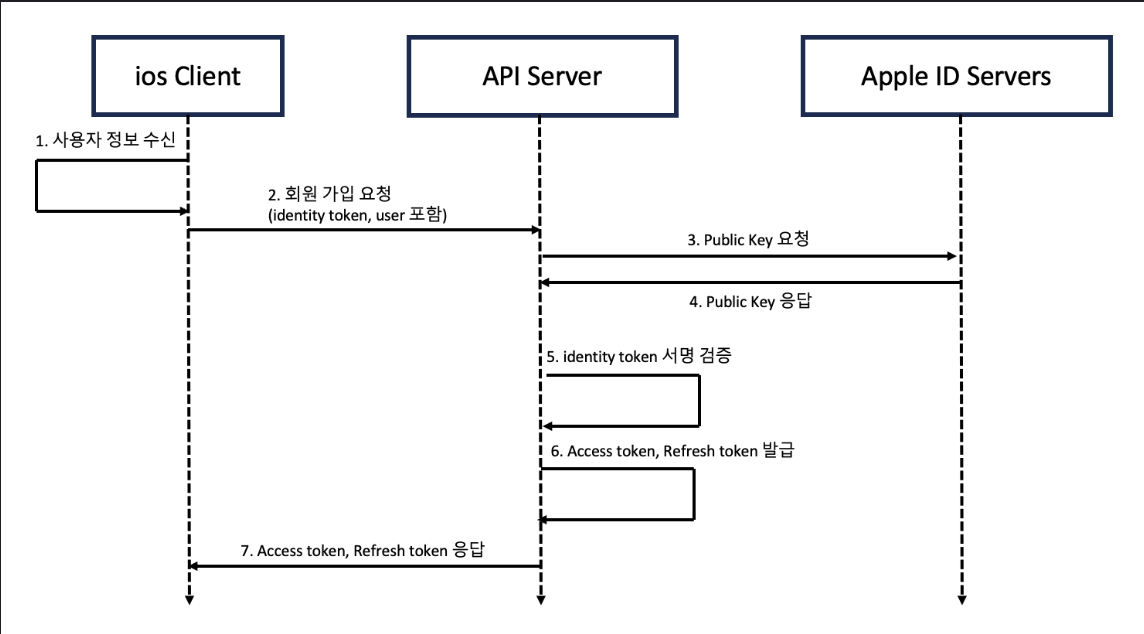 ios Client
API Server
Apple ID Servers
1. 사용자 정보 수신
2. 회원 가입 요청
(identity token, user 포함)
3. Public Key 요청
4. Public Key 응답
5. identity token 서명 검증
6. Access token, Refresh token 발급
7. Access token, Refresh token 응답